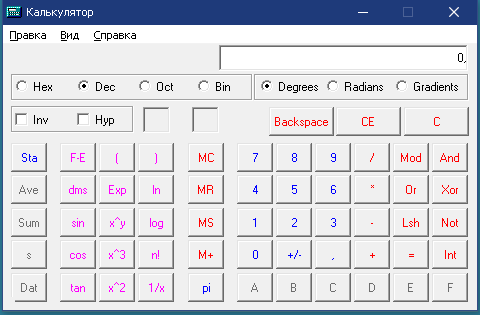 Калькулятор
Правка Вид Справка
0,
Hex Dec Oct Bin Degrees Radians Gradients
Inv Hyp Backspace CE C
Sta F-E ( ) MC 7 8 9 / Mod And
Ave dms Exp ln MR 4 5 6 * Or Xor
Sum sin x^y log MS 1 2 3 - Lsh Not
s cos x^3 n! M+ 0 +/- , + = Int
Dat tan x^2 1/x pi A B C D E F